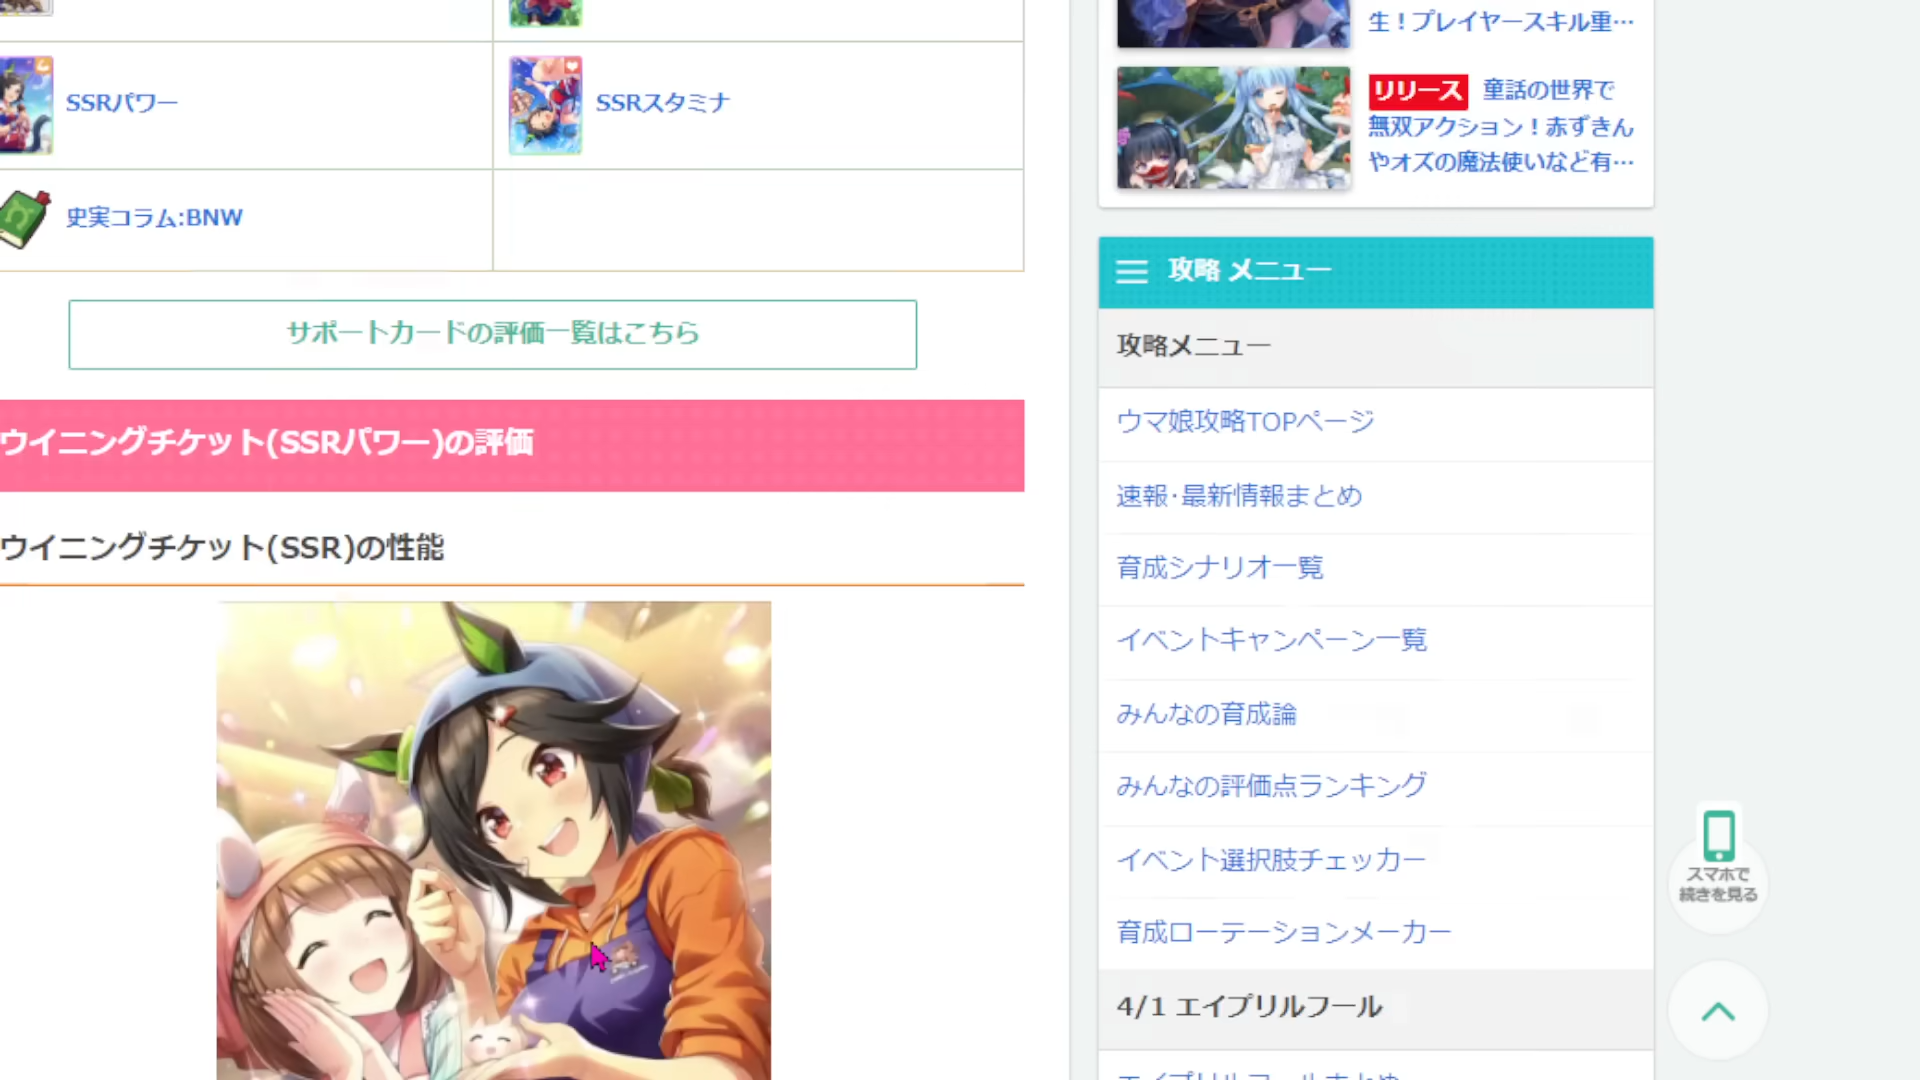 SSRパワー
SSRスタミナ
史実コラム:BNW
サポートカードの評価一覧はこちら
ウイニングチケット(SSRパワー)の評価
ウイニングチケット(SSR)の性能
生！プレイヤースキル重…
リリース 童話の世界で
無双アクション！赤ずきん
やオズの魔法使いなど有…
攻略 メニュー
攻略メニュー
ウマ娘攻略TOPページ
速報･最新情報まとめ
育成シナリオ一覧
イベントキャンペーン一覧
みんなの育成論
みんなの評価点ランキング
イベント選択肢チェッカー
育成ローテーションメーカー
4/1 エイプリルフール
エイプリルフールまとめ
スマホで
続きを見る